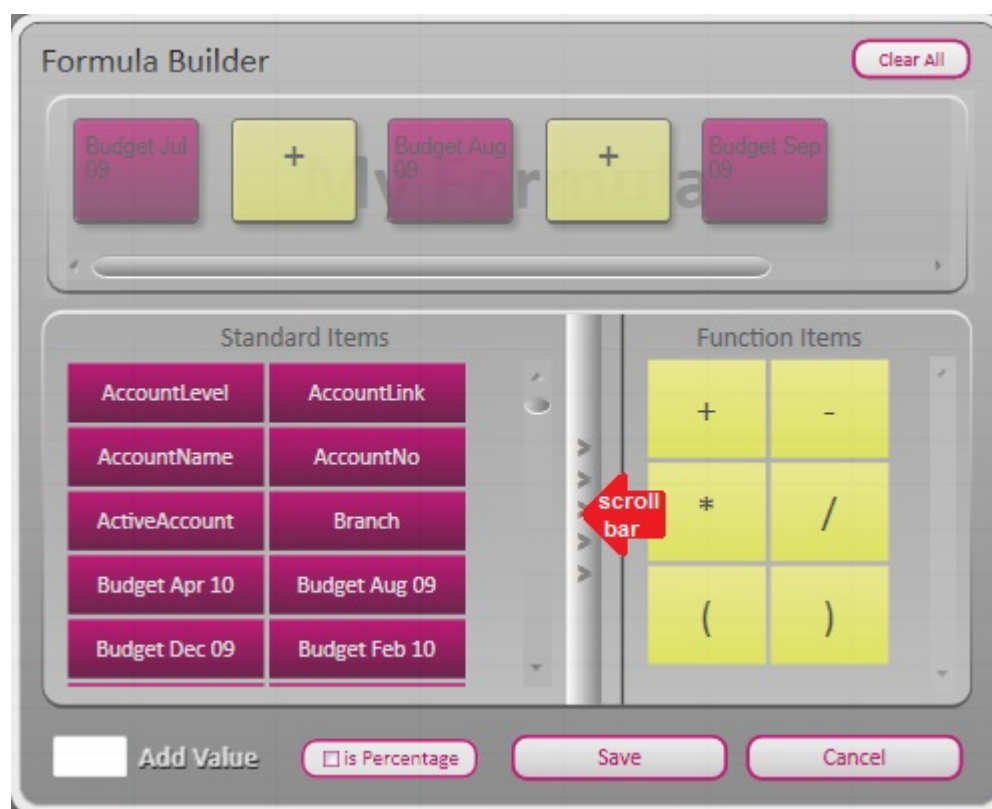 Formula Builder
Clear All
My Formula
Budget Jul
09
+
Budget Aug
09
+
Budget Sep
09
Standard Items
Function Items
AccountLevel AccountLink
AccountName AccountNo
ActiveAccount Branch
Budget Apr 10 Budget Aug 09
Budget Dec 09 Budget Feb 10
>
>
>
>
>
scroll
bar
+ -
* /
( )
Add Value
is Percentage
Save
Cancel